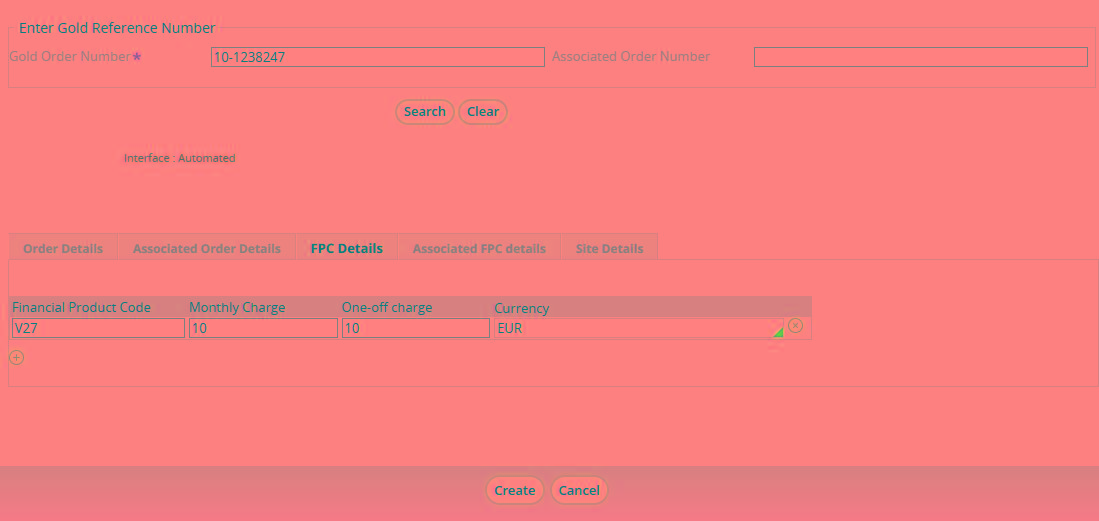 Enter Gold Reference Number
Gold Order Number* 10-1238247 Associated Order Number
Search Clear
Interface : Automated
Order Details Associated Order Details FPC Details Associated FPC details Site Details
Financial Product Code Monthly Charge One-off charge Currency
V27 10 10 EUR
Create Cancel